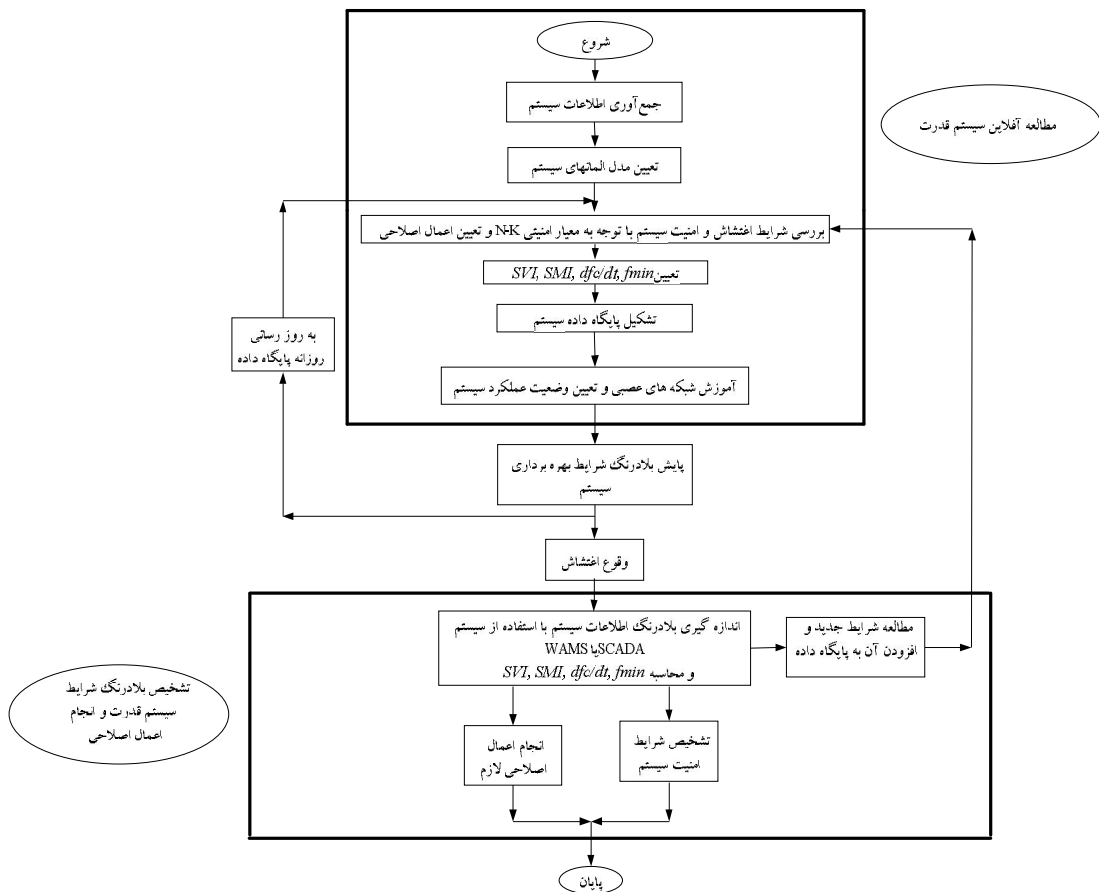 شروع
جمع‌آوری اطلاعات سیستم
مطالعه آفلاین سیستم قدرت
تعیین مدل المانهای سیستم
بررسی شرایط اغتشاش و امنیت سیستم با توجه به معیار امنیتی N-K و تعیین اعمال اصلاحی
تعیین SVI, SMI, dfc/dt, fmin
تشکیل پایگاه داده سیستم
به روز رسانی
روزانه پایگاه داده
آموزش شبکه های عصبی و تعیین وضعیت عملکرد سیستم
پایش بلادرنگ شرایط بهره برداری
سیستم
وقوع اغتشاش
اندازه گیری بلادرنگ اطلاعات سیستم با استفاده از سیستم
SCADA یا WAMS
و محاسبه SVI, SMI, dfc/dt, fmin
مطالعه شرایط جدید و
افزودن آن به پایگاه داده
تشخیص بلادرنگ شرایط
سیستم قدرت و انجام
اعمال اصلاحی
تشخیص شرایط
امنیت سیستم
انجام اعمال
اصلاحی لازم
پایان